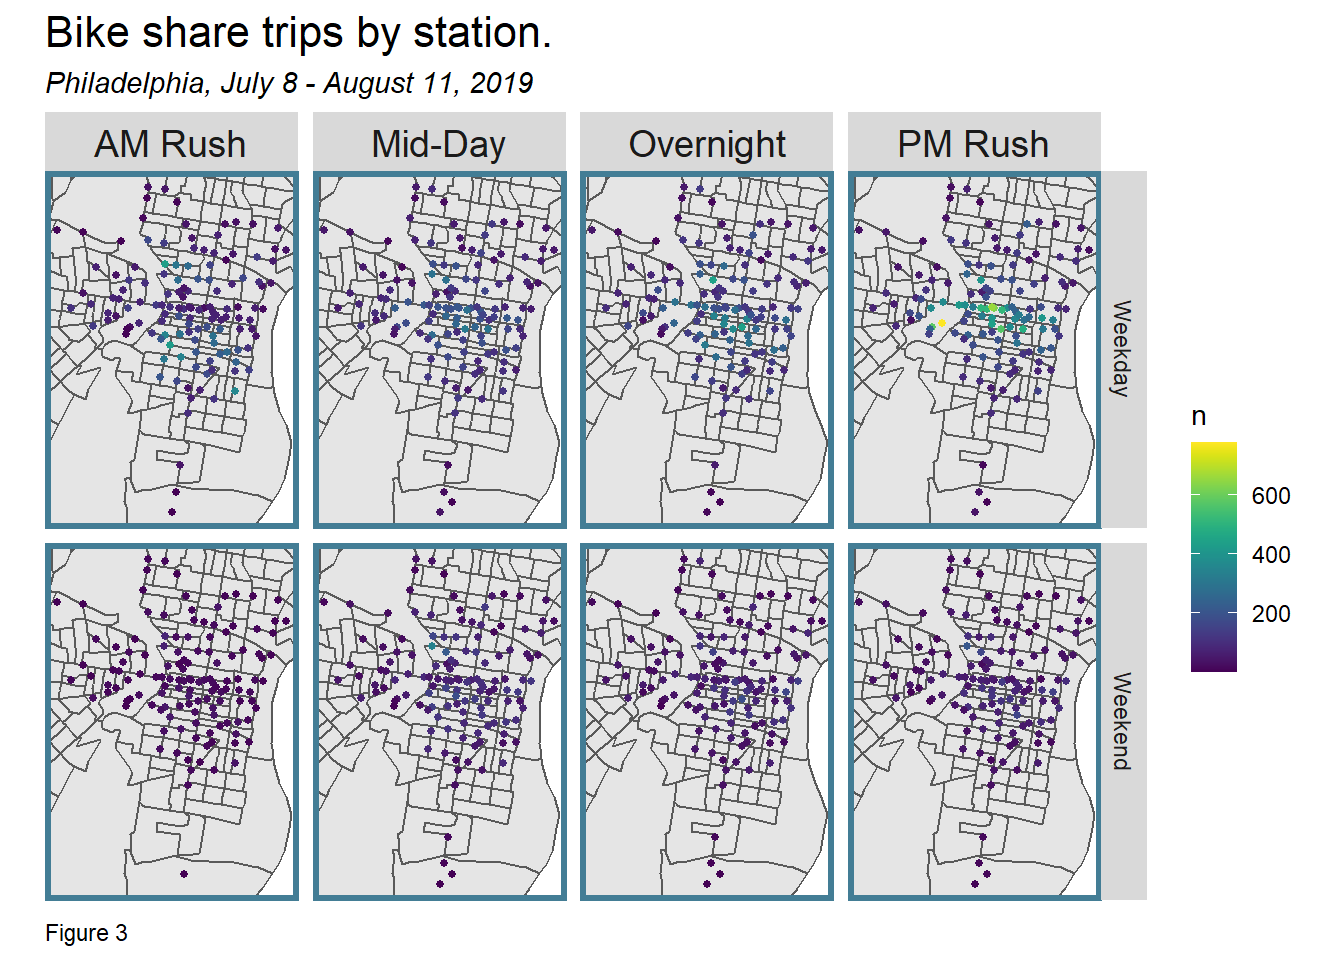 Bike share trips by station.
Philadelphia, July 8 - August 11, 2019
AM Rush
Mid-Day
Overnight
PM Rush
Weekday
Weekend
n
600
400
200
Figure 3